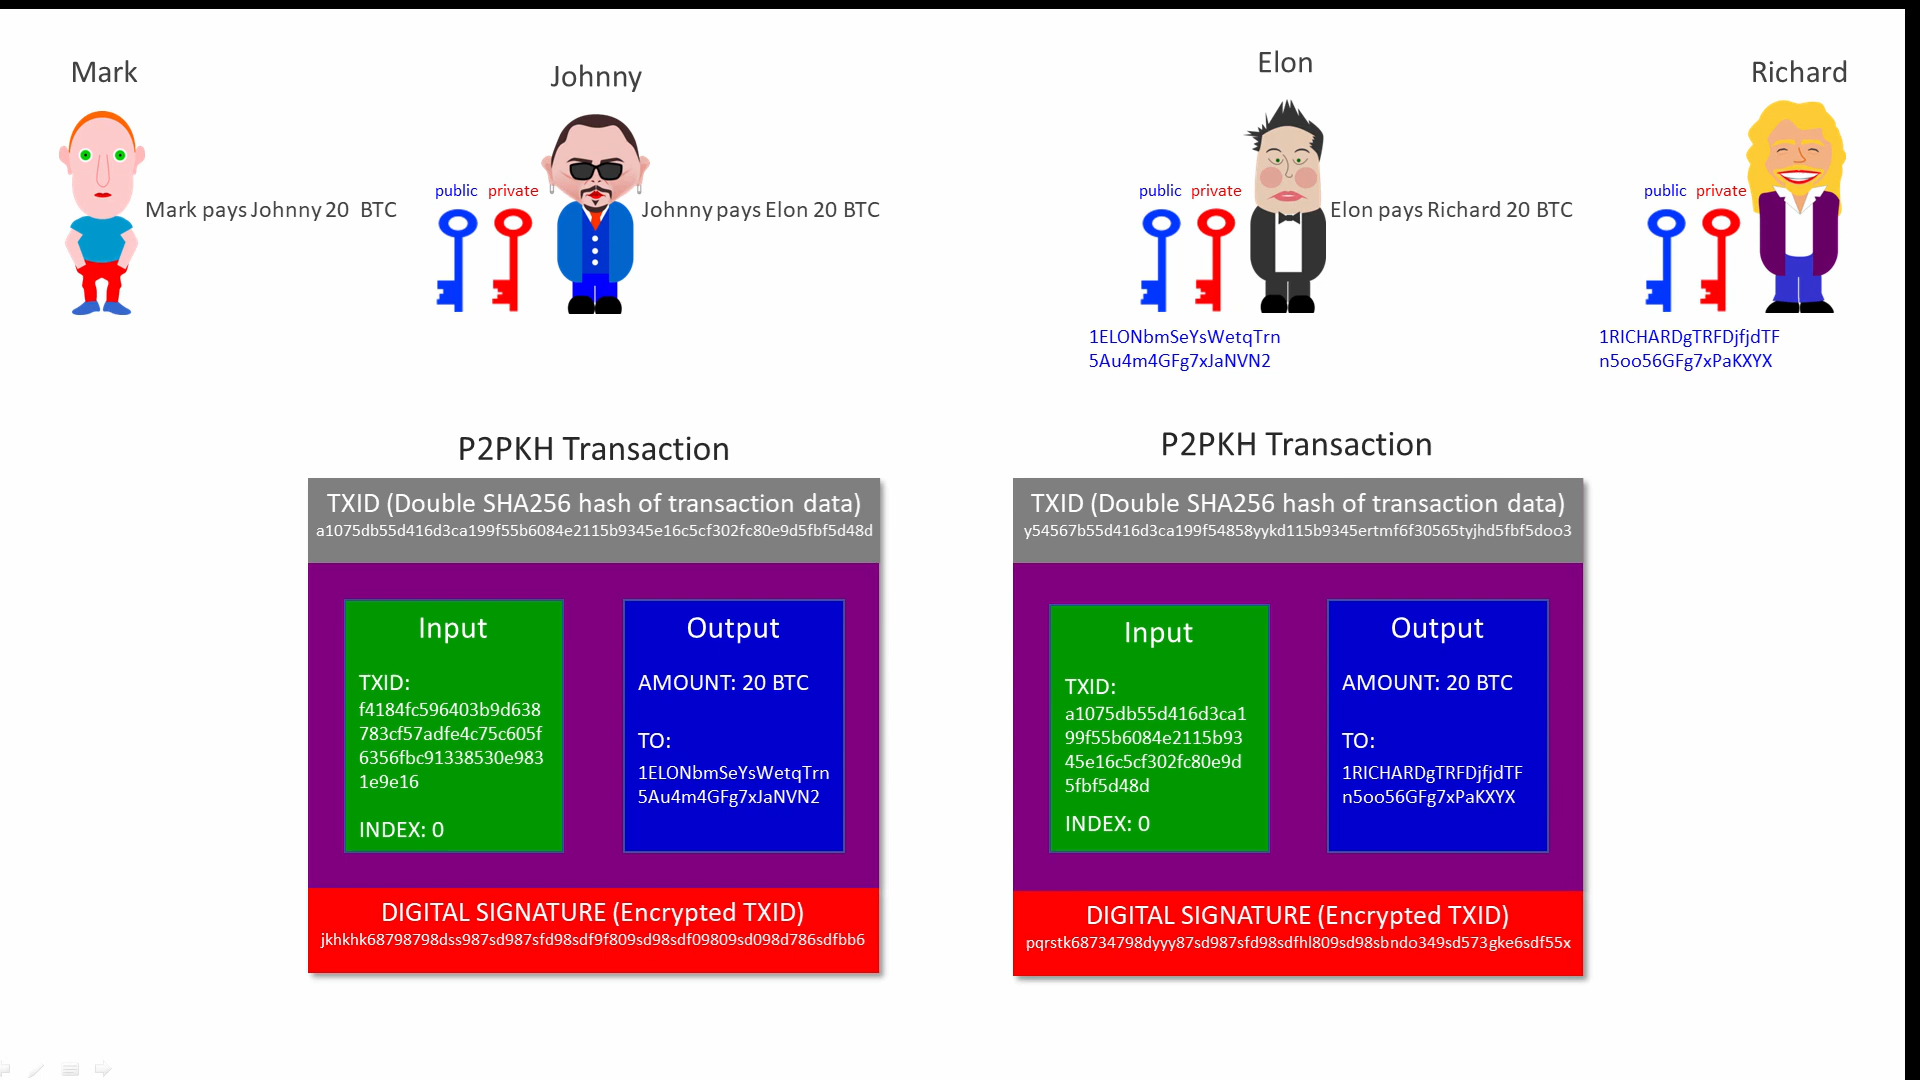 Mark
Johnny
Elon
Richard
public private
public private
public private
Mark pays Johnny 20 BTC
Johnny pays Elon 20 BTC
Elon pays Richard 20 BTC
1ELONbmSeYsWetqTrn
5Au4m4GFg7xJaNVN2
1RICHARDgTRFDjfjdTF
n5oo56GFg7xPaKXYX
P2PKH Transaction
TXID (Double SHA256 hash of transaction data)
a1075db55d416d3ca199f55b6084e2115b9345e16c5cf302fc80e9d5fbf5d48d
Input
TXID:
f4184fc596403b9d638
783cf57adfe4c75c605f
6356fbc91338530e983
1e9e16
INDEX: 0
Output
AMOUNT: 20 BTC
TO:
1ELONbmSeYsWetqTrn
5Au4m4GFg7xJaNVN2
DIGITAL SIGNATURE (Encrypted TXID)
jkhkhk68798798dss987sd987sfd98sdf9f809sd98sdf09809sd098d786sdfbb6
P2PKH Transaction
TXID (Double SHA256 hash of transaction data)
y54567b55d416d3ca199f54858yykd115b9345ertmf6f30565tyjhd5fbf5doo3
Input
TXID:
a1075db55d416d3ca1
99f55b6084e2115b93
45e16c5cf302fc80e9d
5fbf5d48d
INDEX: 0
Output
AMOUNT: 20 BTC
TO:
1RICHARDgTRFDjfjdTF
n5oo56GFg7xPaKXYX
DIGITAL SIGNATURE (Encrypted TXID)
pqrstk68734798dyyy87sd987sfd98sdfhl809sd98sbndo349sd573gke6sdf55x